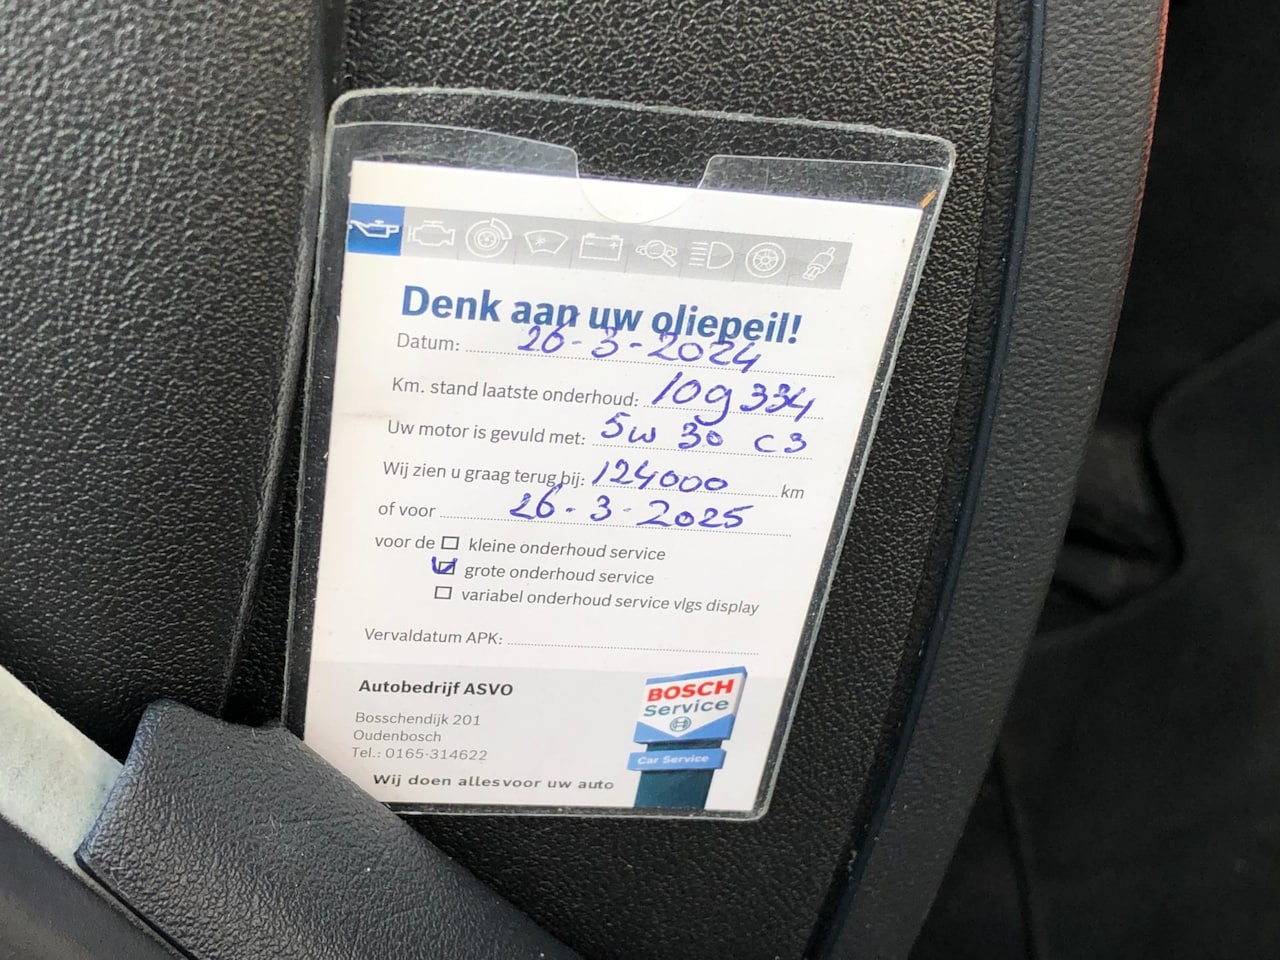 Denk aan uw oliepeil!
Datum: 26-3-2024
Km. stand laatste onderhoud: 109334
Uw motor is gevuld met: 5w 30 C3
Wij zien u graag terug bij: 124000 km
of voor 26-3-2025
voor de kleine onderhoud service
grote onderhoud service
variabel onderhoud service vlgs display
Vervaldatum APK:
Autobedrijf ASVO
Bosschendijk 201
Oudenbosch
Tel.: 0165-314622
Wij doen alles voor uw auto
BOSCH
Service
Car Service